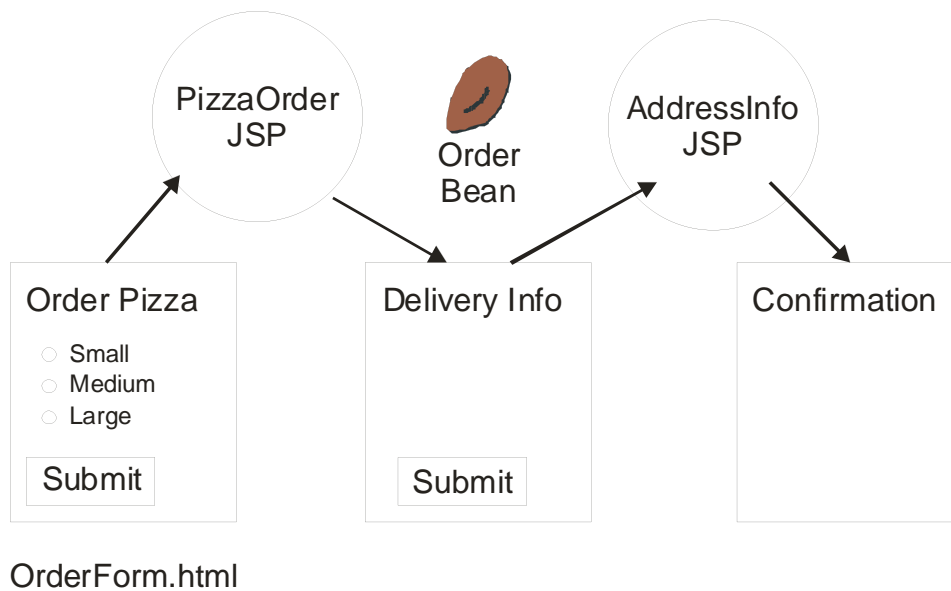 PizzaOrder
JSP
Order
Bean
AddressInfo
JSP
Order Pizza
Small
Medium
Large
Submit
Delivery Info
Submit
Confirmation
OrderForm.html